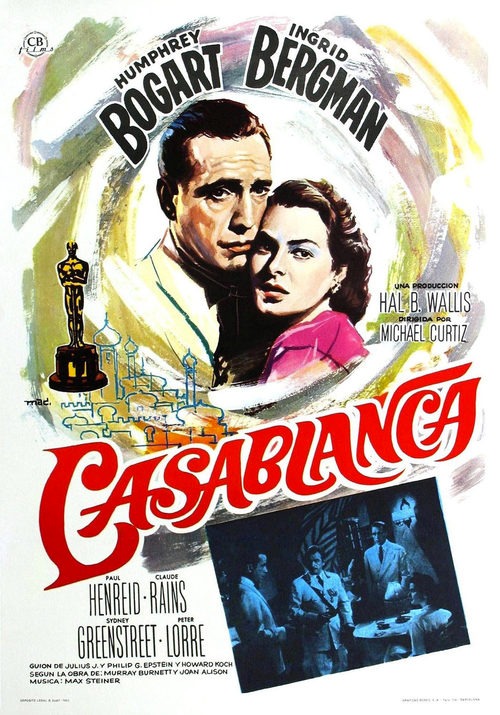 CB
films
HUMPHREY
BOGART
INGRID
BERGMAN
UNA PRODUCCION
HAL B. WALLIS
DIRIGIDA POR
MICHAEL CURTIZ
mac.
CASABLANCA
PAUL
HENREID -
CLAUDE
RAINS
SYDNEY
GREENSTREET -
PETER
LORRE
GUION DE JULIUS J. Y PHILIP G. EPSTEIN Y HOWARD KOCH
SEGUN LA OBRA DE: MURRAY BURNETT Y JOAN ALISON
MUSICA: MAX STEINER